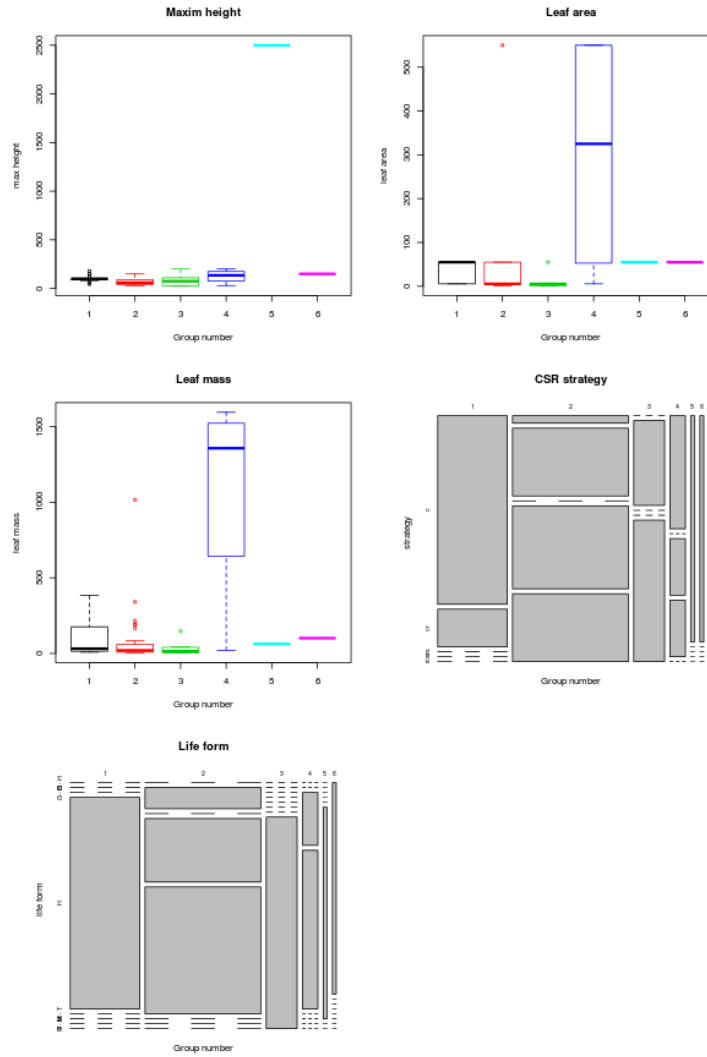 Maxim height
max height
2500
2000
1500
1000
500
0
1 2 3 4 5 6
Group number
Leaf area
leaf area
500
300
200
100
0
1 2 3 4 5 6
Group number
Leaf mass
leaf mass
1500
1000
500
0
1 2 3 4 5 6
Group number
CSR strategy
1 2 3 4 5 6
strategy
C
Group number
Life form
1 2 3 4 5 6
life form
H
Group number